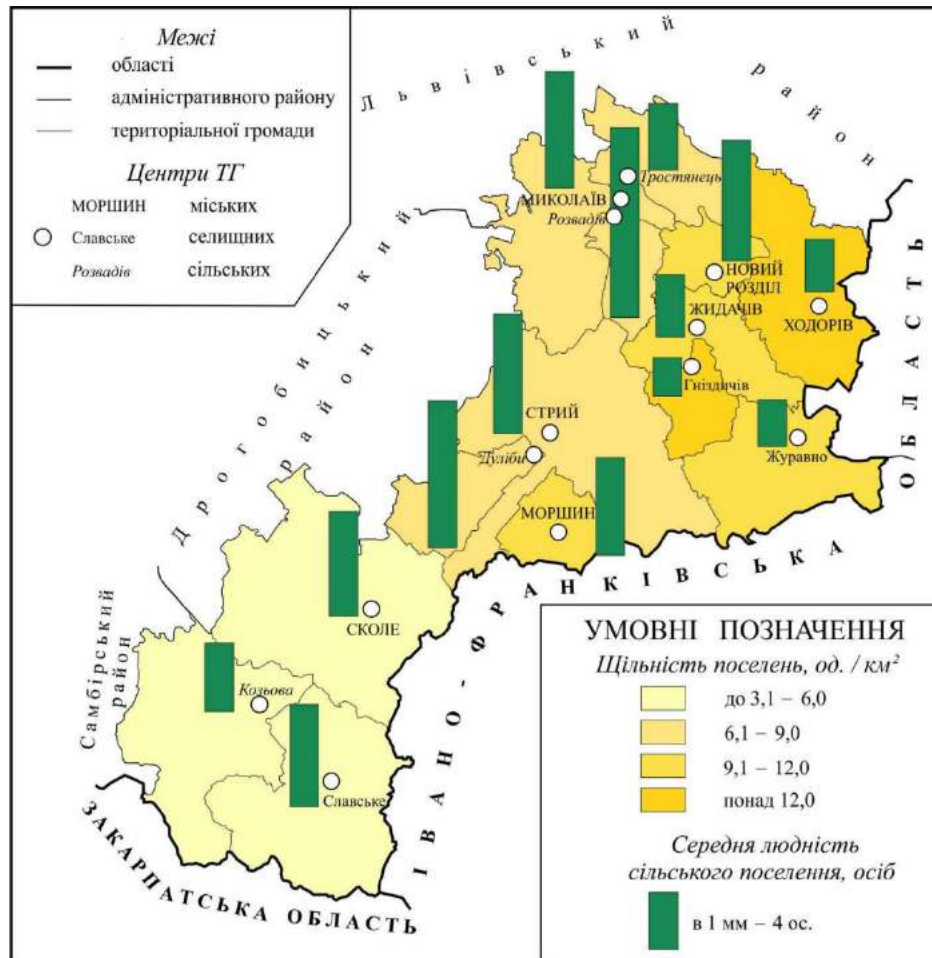 Межі
області
адміністративного району
територіальної громади
Центри ТГ
МОРШИН міських
Славське селищних
Розвадів сільських
Львівський район
Дрогобицький район
Самбірський район
Тростянець
МИКОЛАЇВ
Розвадів
НОВИЙ
РОЗДІЛ
ХОДОРІВ
ЖИДАЧІВ
Гніздичів
Журавно
СТРИЙ
Дуліби
МОРШИН
СКОЛЕ
Козьова
Славське
ЗАКАРПАТСЬКА ОБЛАСТЬ
ІВАНО-ФРАНКІВСЬКА ОБЛАСТЬ
УМОВНІ ПОЗНАЧЕННЯ
Щільність поселень, од. / км²
до 3,1 – 6,0
6,1 – 9,0
9,1 – 12,0
понад 12,0
Середня людність
сільського поселення, осіб
в 1 мм – 4 ос.